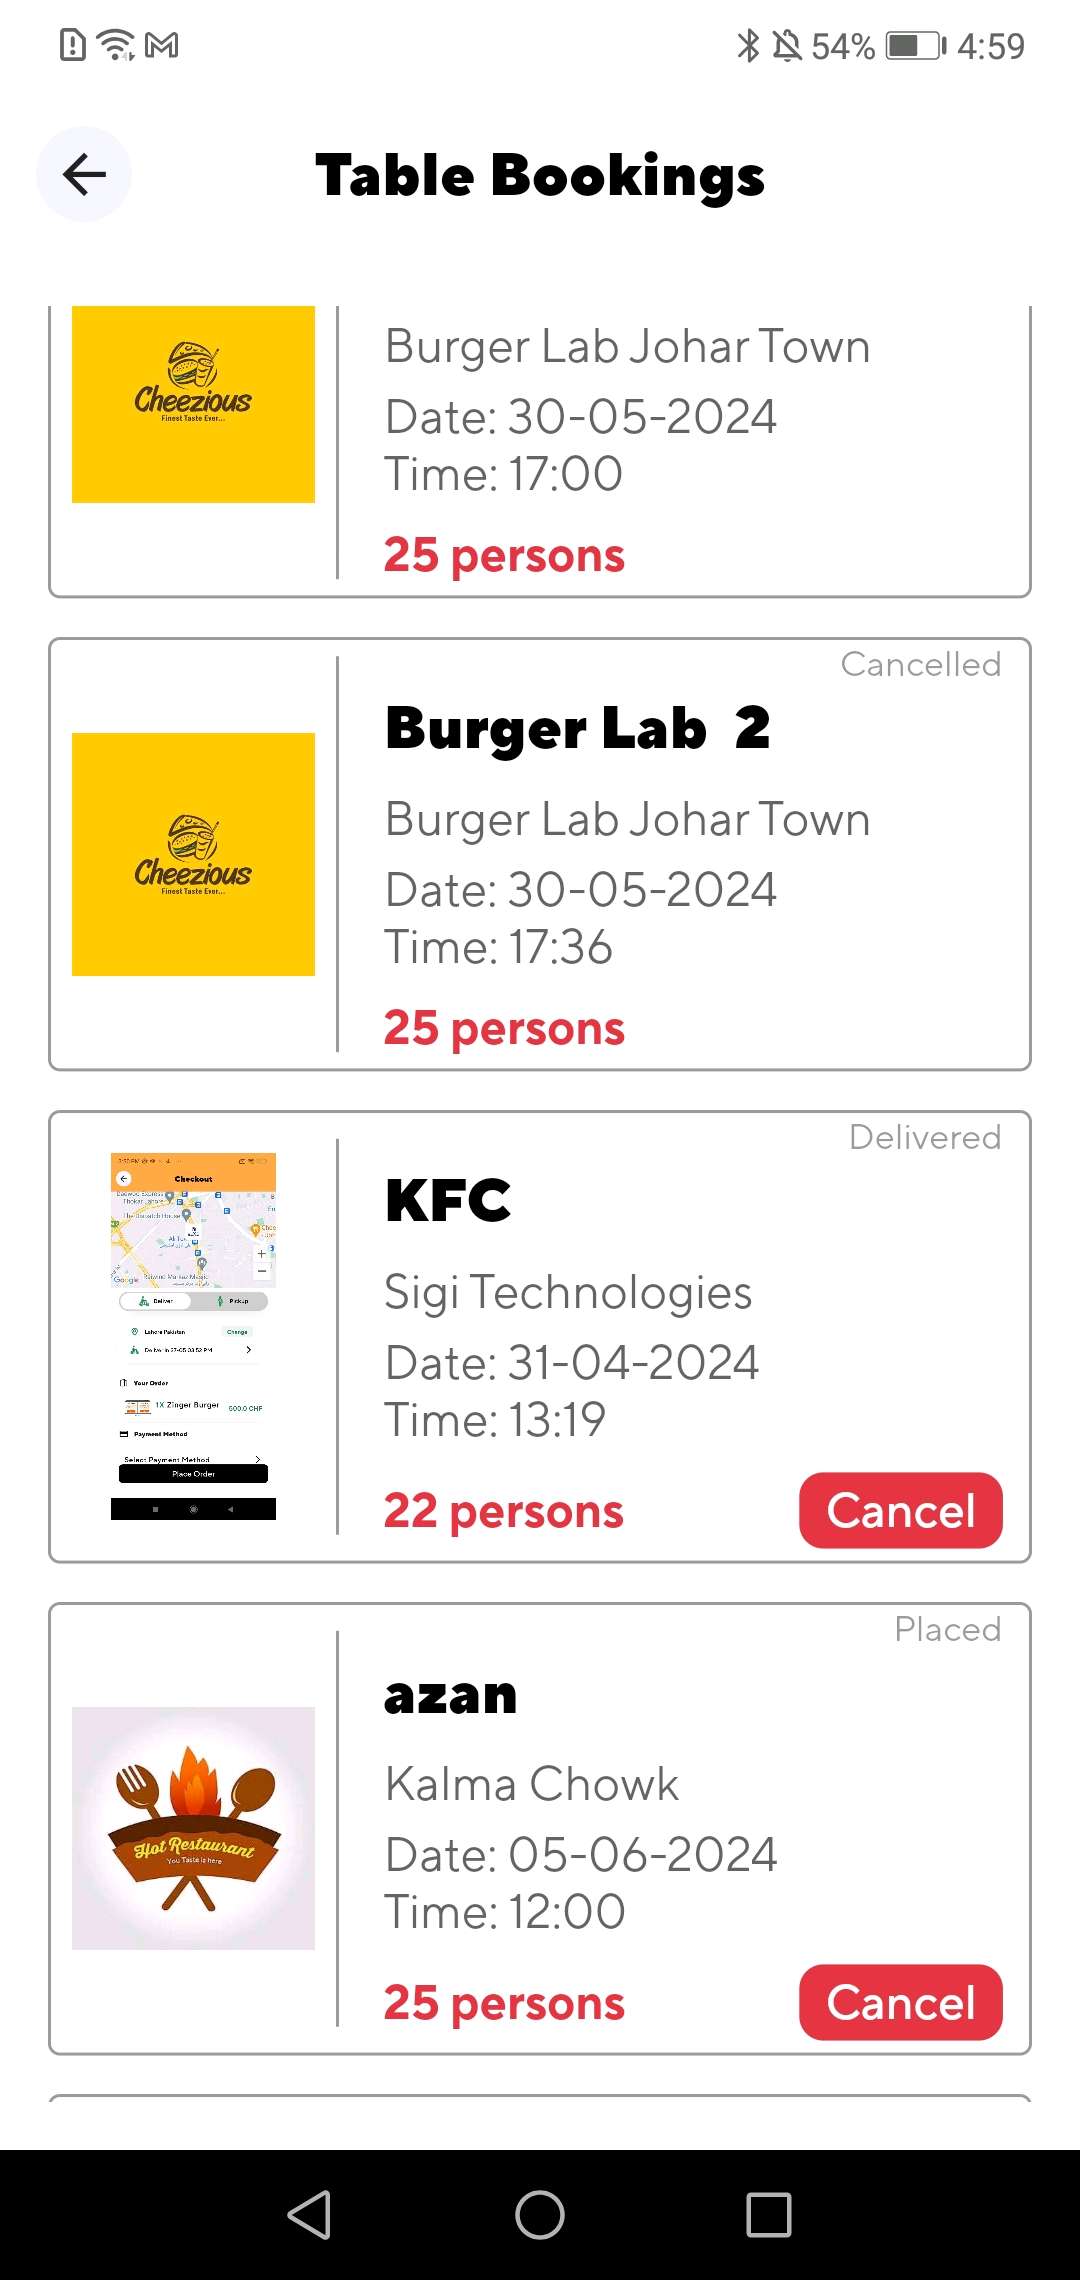 54% 4:59
Table Bookings
Cheezious
Finest Taste Ever...
Burger Lab Johar Town
Date: 30-05-2024
Time: 17:00
25 persons
Cancelled
Burger Lab  2
Cheezious
Finest Taste Ever...
Burger Lab Johar Town
Date: 30-05-2024
Time: 17:36
25 persons
Delivered
KFC
Checkout
The Dispatch House
Google
Deliver
Pickup
Lahore Pakistan
Change
Your Order
1X Zinger Burger
500.0 CHF
Payment Method
Select Payment Method
Place Order
Sigi Technologies
Date: 31-04-2024
Time: 13:19
22 persons
Cancel
Placed
azan
Hot Restaurant
You Taste is here
Kalma Chowk
Date: 05-06-2024
Time: 12:00
25 persons
Cancel